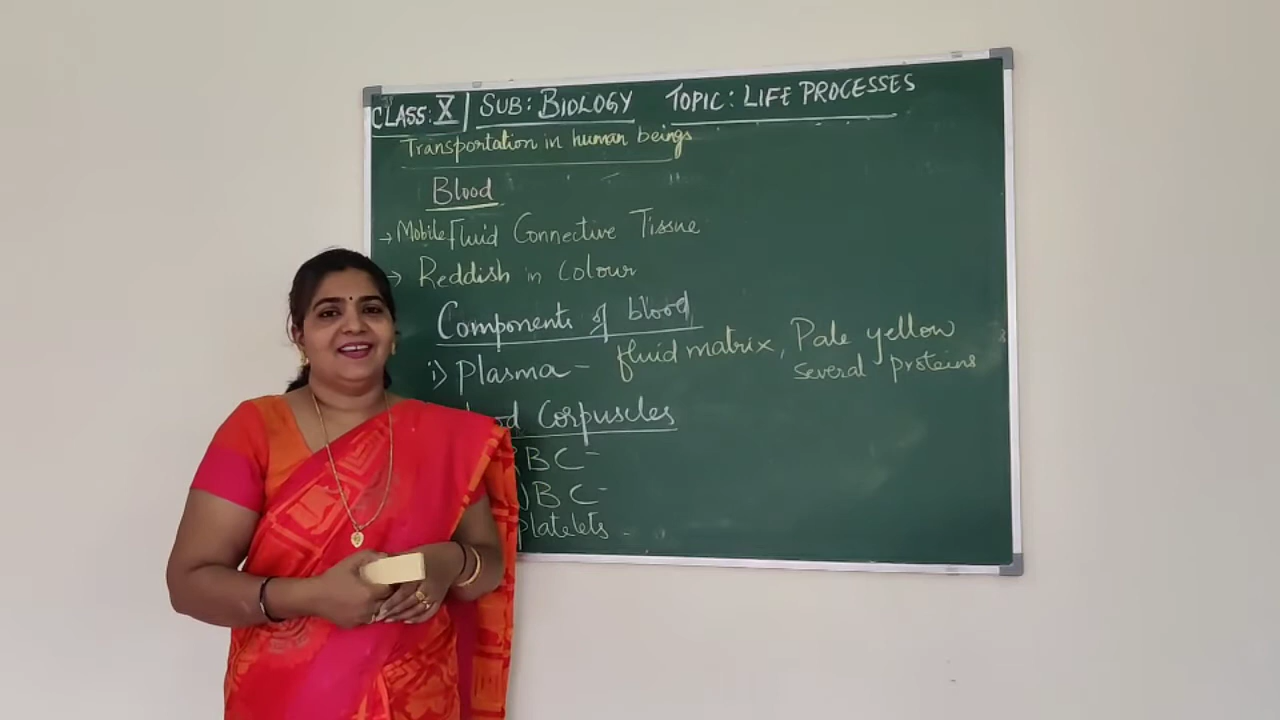 CLASS: X | SUB: BIOLOGY TOPIC: LIFE PROCESSES
Transportation in human beings
Blood
→ Mobile fluid Connective Tissue
→ Reddish in Colour
Components of blood
i) Plasma - fluid matrix, Pale yellow
several proteins
Corpuscles
BC -
BC -
Platelets -